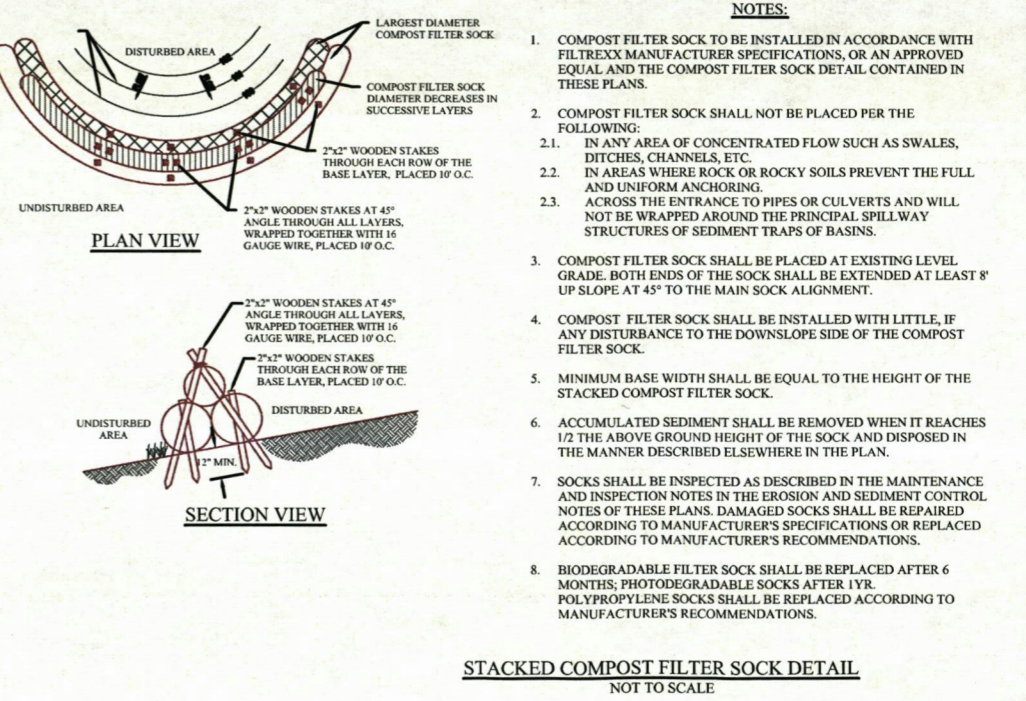 LARGEST DIAMETER
COMPOST FILTER SOCK
DISTURBED AREA
COMPOST FILTER SOCK
DIAMETER DECREASES IN
SUCCESSIVE LAYERS
2"x2" WOODEN STAKES
THROUGH EACH ROW OF THE
BASE LAYER, PLACED 10' O.C.
UNDISTURBED AREA
2"x2" WOODEN STAKES AT 45°
ANGLE THROUGH ALL LAYERS,
WRAPPED TOGETHER WITH 16
GAUGE WIRE, PLACED 10' O.C.
PLAN VIEW
2"x2" WOODEN STAKES AT 45°
ANGLE THROUGH ALL LAYERS,
WRAPPED TOGETHER WITH 16
GAUGE WIRE, PLACED 10' O.C.
2"x2" WOODEN STAKES
THROUGH EACH ROW OF THE
BASE LAYER, PLACED 10' O.C.
UNDISTURBED
AREA
DISTURBED AREA
12" MIN.
SECTION VIEW
NOTES:
1. COMPOST FILTER SOCK TO BE INSTALLED IN ACCORDANCE WITH
FILTREXX MANUFACTURER SPECIFICATIONS, OR AN APPROVED
EQUAL AND THE COMPOST FILTER SOCK DETAIL CONTAINED IN
THESE PLANS.
2. COMPOST FILTER SOCK SHALL NOT BE PLACED PER THE
FOLLOWING:
2.1. IN ANY AREA OF CONCENTRATED FLOW SUCH AS SWALES,
DITCHES, CHANNELS, ETC.
2.2. IN AREAS WHERE ROCK OR ROCKY SOILS PREVENT THE FULL
AND UNIFORM ANCHORING.
2.3. ACROSS THE ENTRANCE TO PIPES OR CULVERTS AND WILL
NOT BE WRAPPED AROUND THE PRINCIPAL SPILLWAY
STRUCTURES OF SEDIMENT TRAPS OF BASINS.
3. COMPOST FILTER SOCK SHALL BE PLACED AT EXISTING LEVEL
GRADE. BOTH ENDS OF THE SOCK SHALL BE EXTENDED AT LEAST 8'
UP SLOPE AT 45° TO THE MAIN SOCK ALIGNMENT.
4. COMPOST FILTER SOCK SHALL BE INSTALLED WITH LITTLE, IF
ANY DISTURBANCE TO THE DOWNSLOPE SIDE OF THE COMPOST
FILTER SOCK.
5. MINIMUM BASE WIDTH SHALL BE EQUAL TO THE HEIGHT OF THE
STACKED COMPOST FILTER SOCK.
6. ACCUMULATED SEDIMENT SHALL BE REMOVED WHEN IT REACHES
1/2 THE ABOVE GROUND HEIGHT OF THE SOCK AND DISPOSED IN
THE MANNER DESCRIBED ELSEWHERE IN THE PLAN.
7. SOCKS SHALL BE INSPECTED AS DESCRIBED IN THE MAINTENANCE
AND INSPECTION NOTES IN THE EROSION AND SEDIMENT CONTROL
NOTES OF THESE PLANS. DAMAGED SOCKS SHALL BE REPAIRED
ACCORDING TO MANUFACTURER'S SPECIFICATIONS OR REPLACED
ACCORDING TO MANUFACTURER'S RECOMMENDATIONS.
8. BIODEGRADABLE FILTER SOCK SHALL BE REPLACED AFTER 6
MONTHS; PHOTODEGRADABLE SOCKS AFTER 1YR.
POLYPROPYLENE SOCKS SHALL BE REPLACED ACCORDING TO
MANUFACTURER'S RECOMMENDATIONS.
STACKED COMPOST FILTER SOCK DETAIL
NOT TO SCALE